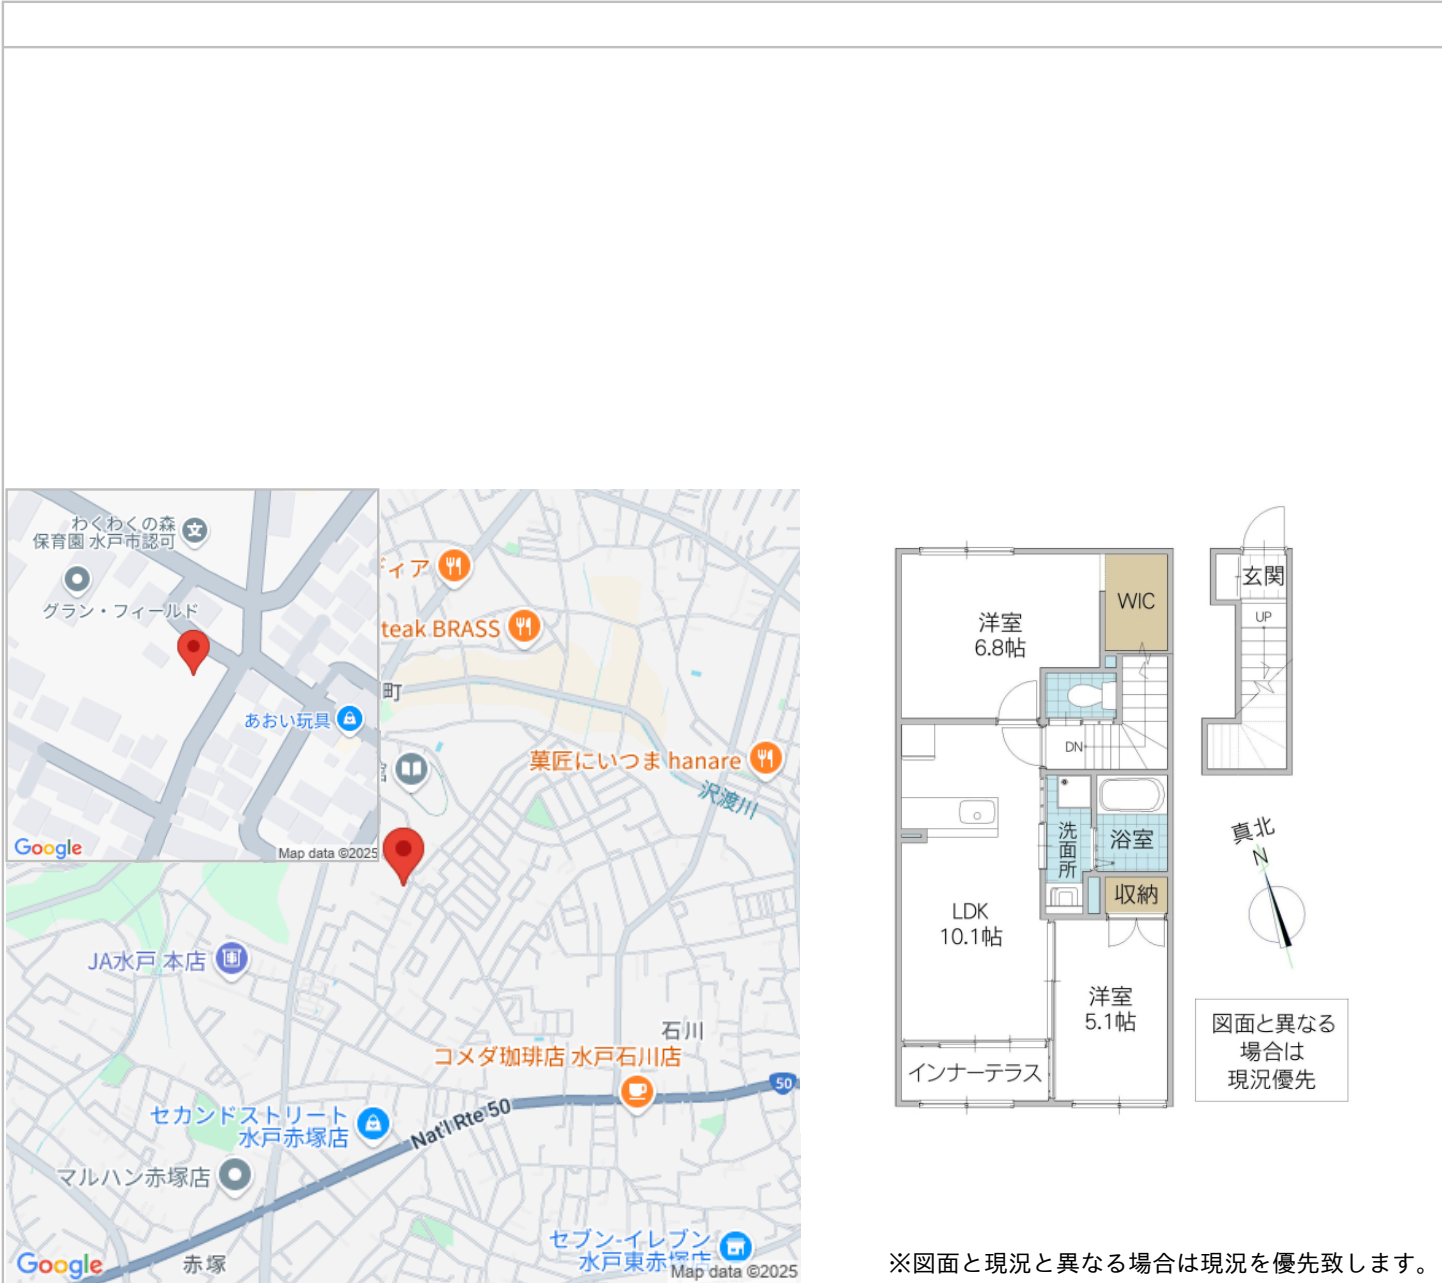 わくわくの森
保育園 水戸市認可
グラン・フィールド
あおい玩具
Google
Map data ©2025
ィア
teak BRASS
町
菓匠にいつま hanare
沢渡川
JA水戸 本店
石川
コメダ珈琲店 水戸石川店
50
Nat'l Rte 50
セカンドストリート
水戸赤塚店
マルハン赤塚店
赤塚
セブン-イレブン
水戸東赤塚店
Google
Map data ©2025
洋室
6.8帖
WIC
玄関
UP
DN
洗面所
浴室
収納
LDK
10.1帖
洋室
5.1帖
インナーテラス
真北
N
図面と異なる
場合は
現況優先
※図面と現況と異なる場合は現況を優先致します。